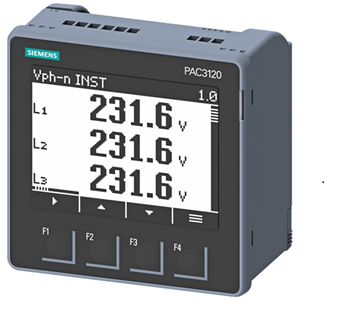 SIEMENS
PAC3120
Vph-n INST
1.0
L1 231.6 V
L2 231.6 V
L3 231.6 V
F1 F2 F3 F4